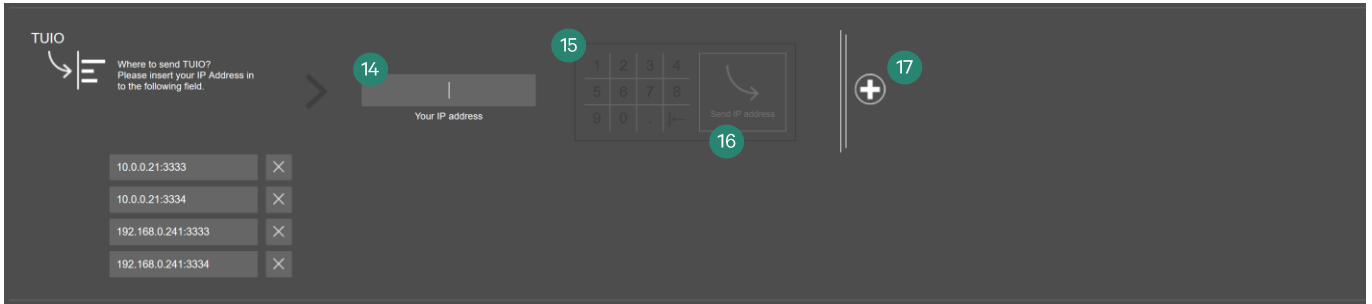 TUIO
Where to send TUIO?
Please insert your IP Address in
to the following field.
14
Your IP address
15
1 2 3 4
5 6 7 8
9 0 . |←
Send IP address
16
17
10.0.0.21:3333
10.0.0.21:3334
192.168.0.241:3333
192.168.0.241:3334